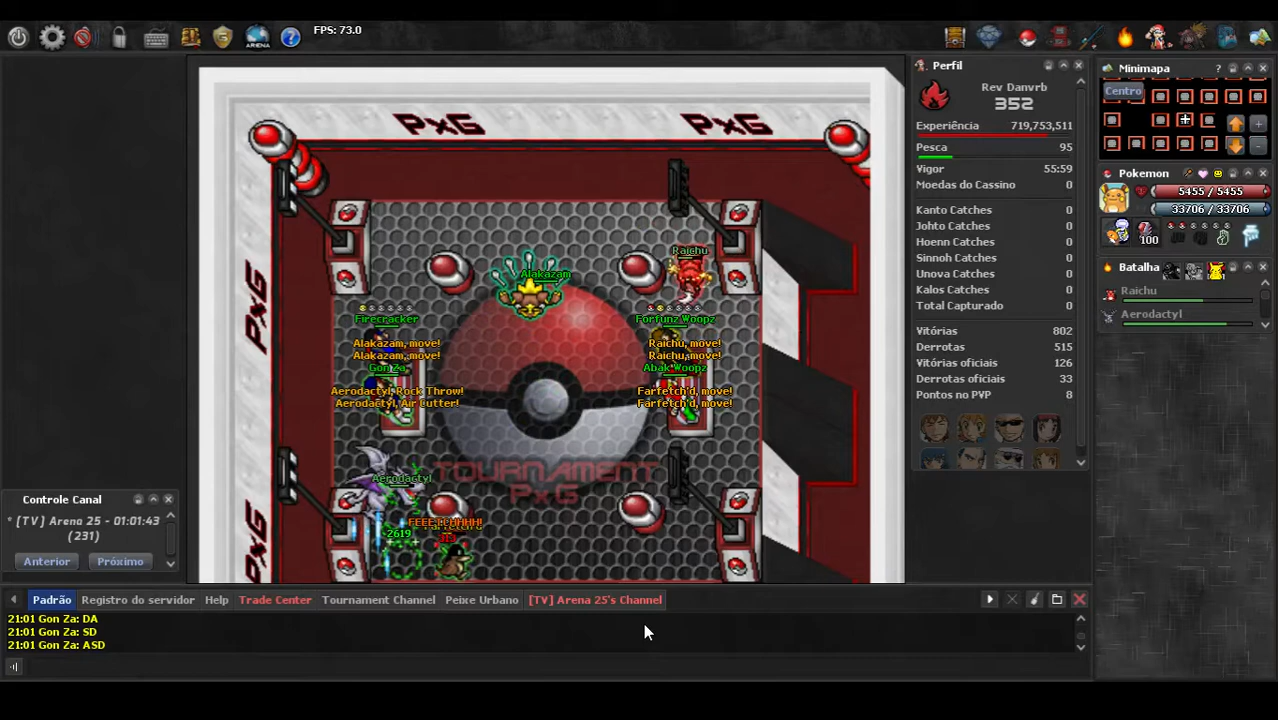 FPS: 73.0
ARENA
PxG PxG
PxG
PxG
Alakazam
Raichu
Firecracker
Fortunz Woopz
Alakazam, move!
Alakazam, move!
Raichu, move!
Raichu, move!
Gon Za
Abak Woopz
Aerodactyl, Rock Throw!
Aerodactyl, Air Cutter!
Farfetch'd, move!
Farfetch'd, move!
TOURNAMENT
PxG
Aerodactyl
2619
Controle Canal
* [TV] Arena 25 - 01:01:43
(231)
Anterior
Próximo
Perfil
Rev Danvrb
352
Experiência 719,753,511
Pesca 95
Vigor 55:59
Moedas do Cassino 0
Kanto Catches 0
Johto Catches 0
Hoenn Catches 0
Sinnoh Catches 0
Unova Catches 0
Kalos Catches 0
Total Capturado 0
Vitórias 802
Derrotas 515
Vitórias oficiais 126
Derrotas oficiais 33
Pontos no PVP 8
Minimapa
Centro
Pokemon
5455 / 5455
33706 / 33706
100
Batalha
Raichu
Aerodactyl
Padrão
Registro do servidor
Help
Trade Center
Tournament Channel
Peixe Urbano
[TV] Arena 25's Channel
21:01 Gon Za: DA
21:01 Gon Za: SD
21:01 Gon Za: ASD